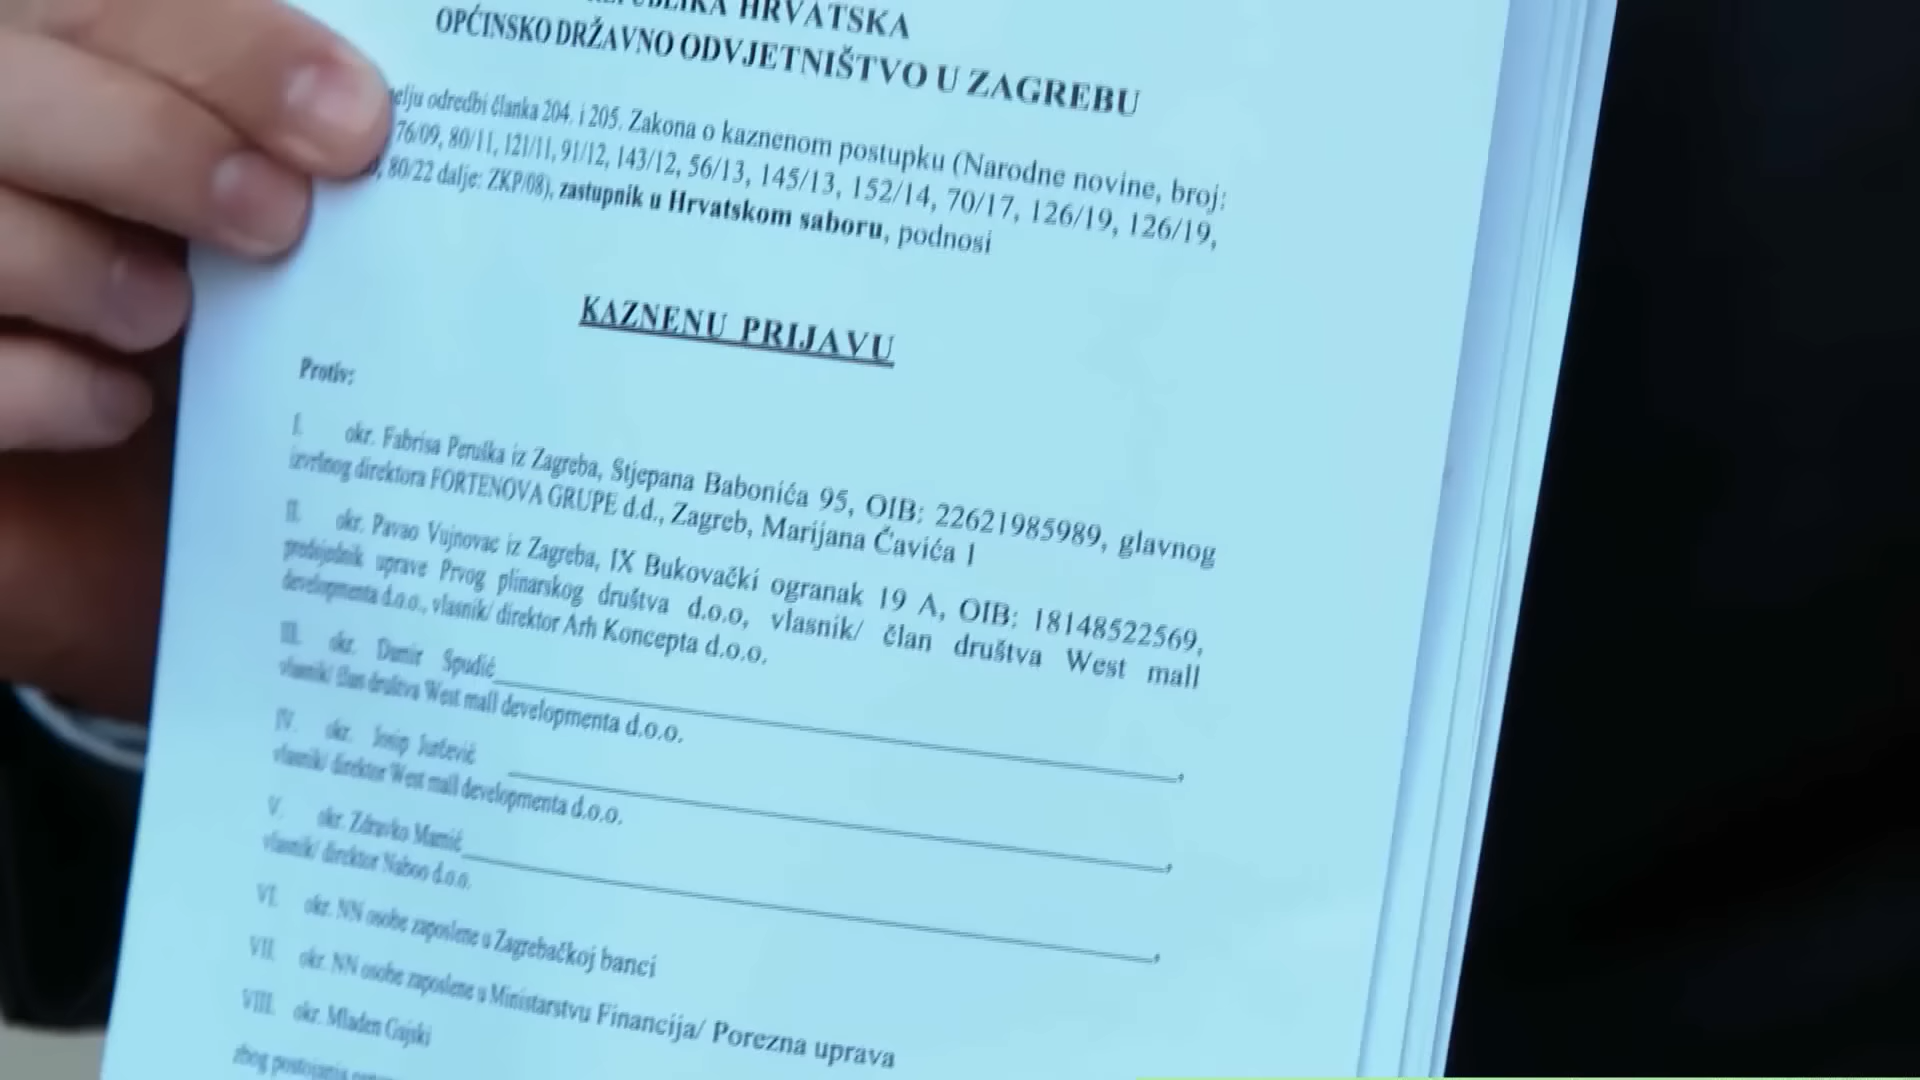 HRVATSKA
OPĆINSKO DRŽAVNO ODVJETNIŠTVO U ZAGREBU
odredbi članka 204. i 205. Zakona o kaznenom postupku (Narodne novine, broj:
76/09, 80/11, 121/11, 91/12, 143/12, 56/13, 145/13, 152/14, 70/17, 126/19, 126/19,
80/22 dalje: ZKP/08), zastupnik u Hrvatskom saboru, podnosi
KAZNENU PRIJAVU
Protiv:
I. okr. Fabrisa Peruška iz Zagreba, Stjepana Babonića 95, OIB: 22621985989, glavnog
izvršnog direktora FORTENOVA GRUPE d.d., Zagreb, Marijana Čavića 1
II. okr. Pavao Vujnovac iz Zagreba, IX Bukovački ogranak 19 A, OIB: 18148522569,
predsjednik uprave Prvog plinarskog društva d.o.o, vlasnik/ član društva West mall
developmenta d.o.o., vlasnik/ direktor Arh Koncepta d.o.o.
III. okr. Damir Spudić ,
vlasnik/ član društva West mall developmenta d.o.o.
IV. okr. Josip Jurčević ,
vlasnik/ direktor West mall developmenta d.o.o.
V. okr. Zdravko Mamić ,
vlasnik/ direktor Naboo d.o.o.
VI. okr. NN osobe zaposlene u Zagrebačkoj banci
VII. okr. NN osobe zaposlene u Ministarstvu Financija/ Porezna uprava
VIII. okr. Mladen Gajski
zbog postojanja